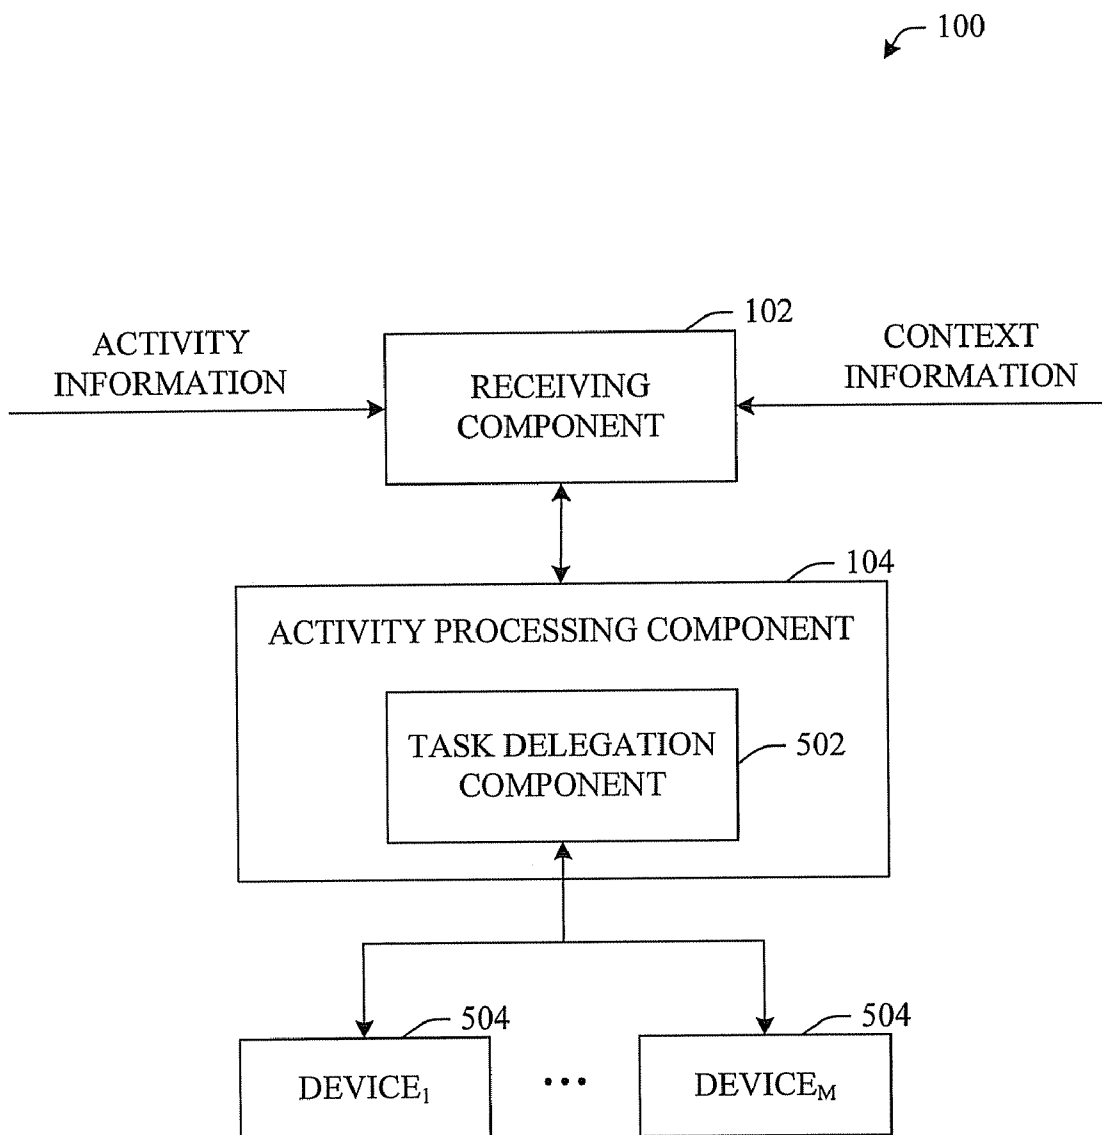 100
102
ACTIVITY
INFORMATION
RECEIVING
COMPONENT
CONTEXT
INFORMATION
104
ACTIVITY PROCESSING COMPONENT
TASK DELEGATION
COMPONENT
502
504
504
DEVICE₁
•••
DEVICE_M